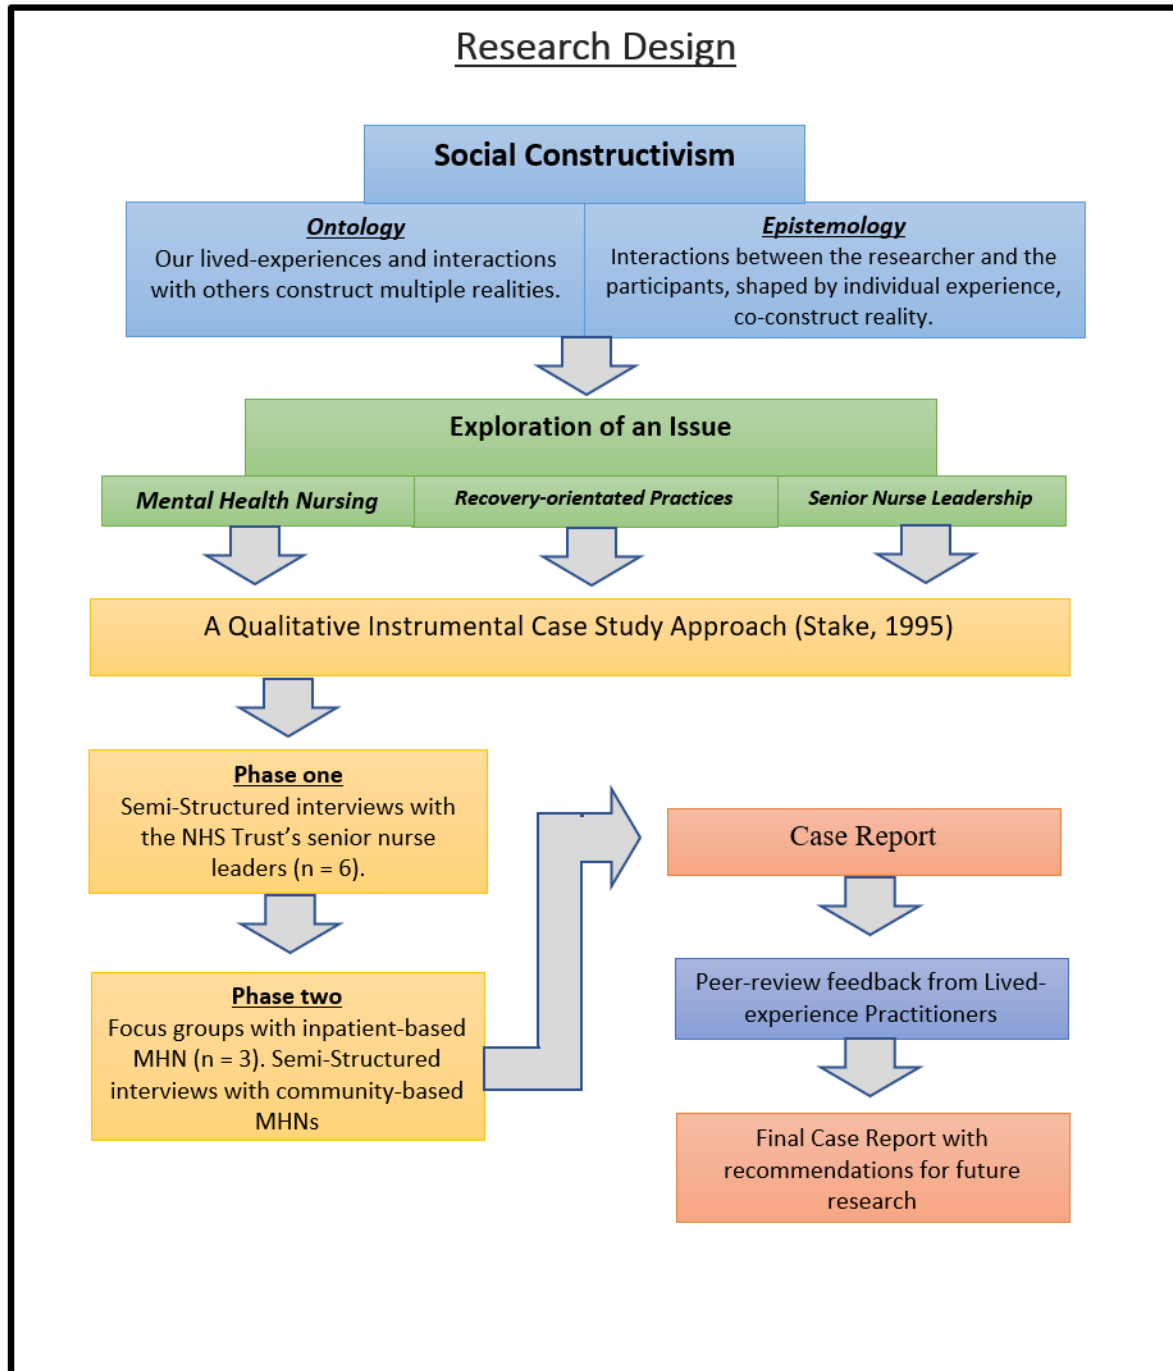 Research Design
Social Constructivism
Ontology
Our lived-experiences and interactions
with others construct multiple realities.
Epistemology
Interactions between the researcher and the
participants, shaped by individual experience,
co-construct reality.
Exploration of an Issue
Mental Health Nursing
Recovery-orientated Practices
Senior Nurse Leadership
A Qualitative Instrumental Case Study Approach (Stake, 1995)
Phase one
Semi-Structured interviews with
the NHS Trust’s senior nurse
leaders (n = 6).
Phase two
Focus groups with inpatient-based
MHN (n = 3). Semi-Structured
interviews with community-based
MHNs
Case Report
Peer-review feedback from Lived-
experience Practitioners
Final Case Report with
recommendations for future
research